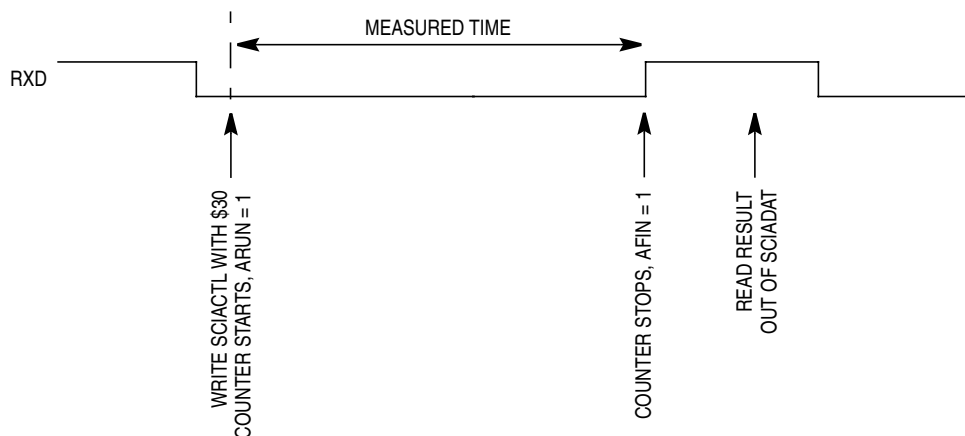 MEASURED TIME
RXD
WRITE SCIACTL WITH $30
COUNTER STARTS, ARUN = 1
COUNTER STOPS, AFIN = 1
READ RESULT
OUT OF SCIADAT